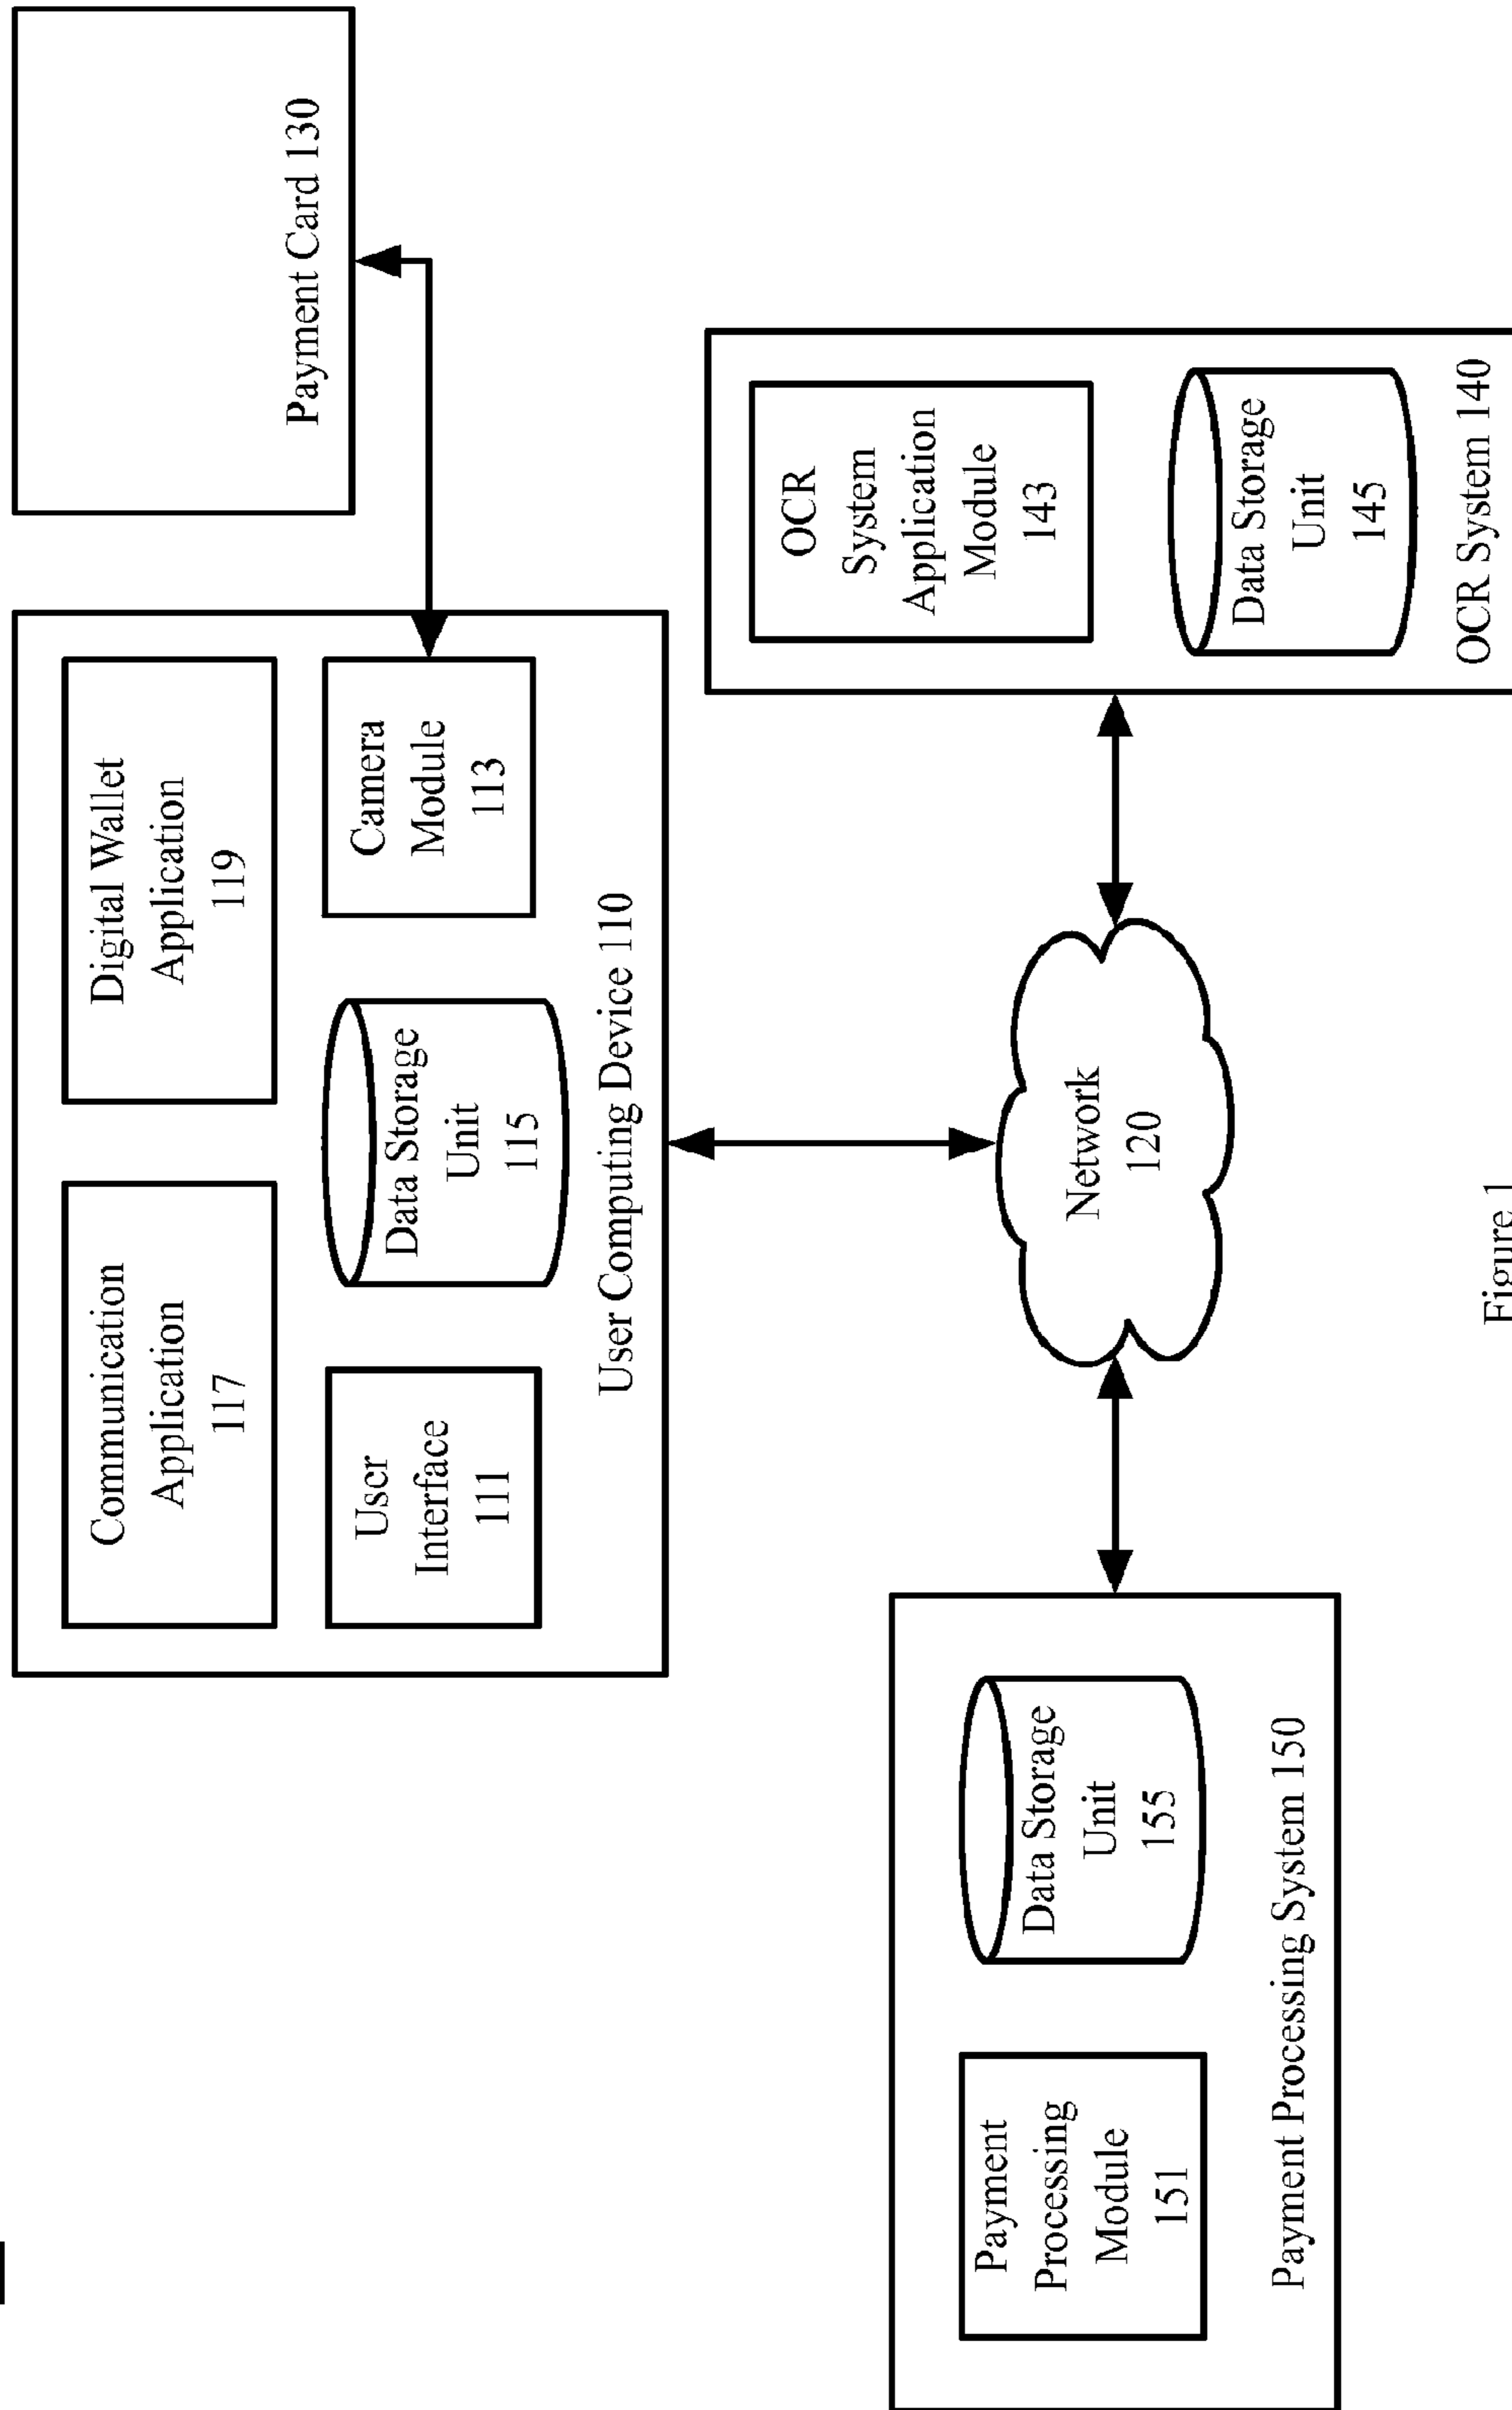 Payment Card 130
Communication
Application
117
Digital Wallet
Application
119
User
Interface
111
Data Storage
Unit
115
Camera
Module
113
User Computing Device 110
Network
120
OCR
System
Application
Module
143
Data Storage
Unit
145
OCR System 140
Payment
Processing
Module
151
Data Storage
Unit
155
Payment Processing System 150
Figure 1